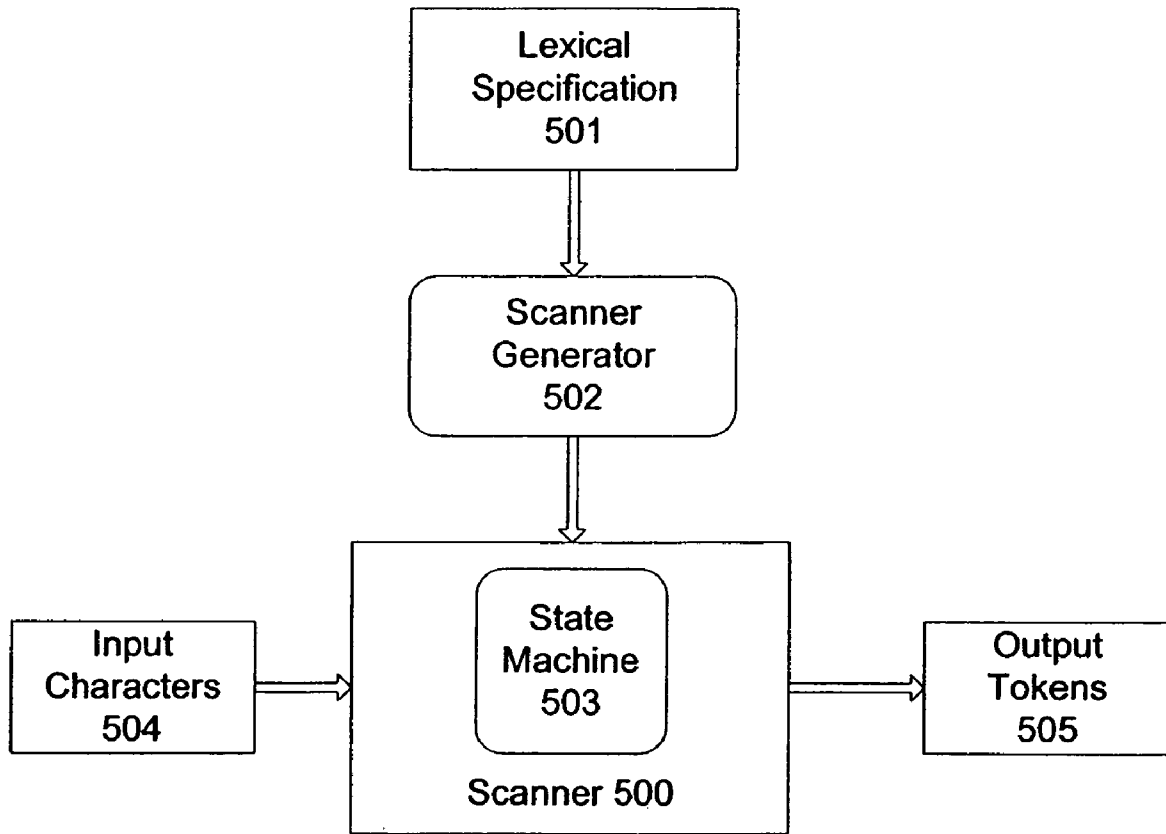 Lexical
Specification
501
Scanner
Generator
502
State
Machine
503
Input
Characters
504
Output
Tokens
505
Scanner 500